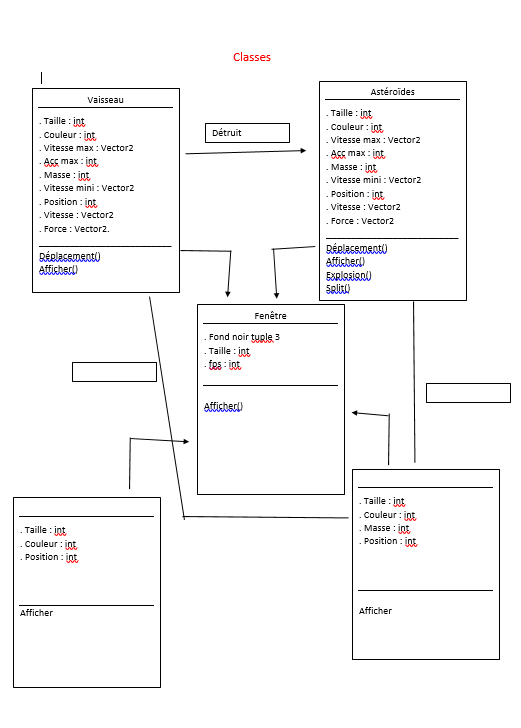 Classes
Vaisseau
. Taille : int
. Couleur : int
. Vitesse max : Vector2
. Acc max : int
. Masse : int
. Vitesse mini : Vector2
. Position : int
. Vitesse : Vector2
. Force : Vector2.
Déplacement()
Afficher()
Détruit
Astéroïdes
. Taille : int
. Couleur : int
. Vitesse max : Vector2
. Acc max : int
. Masse : int
. Vitesse mini : Vector2
. Position : int
. Vitesse : Vector2
. Force : Vector2
Déplacement()
Afficher()
Explosion()
Split()
Fenêtre
. Fond noir tuple 3
. Taille : int
. fps : int
Afficher()
. Taille : int
. Couleur : int
. Position : int
Afficher
. Taille : int
. Couleur : int
. Masse : int
. Position : int
Afficher